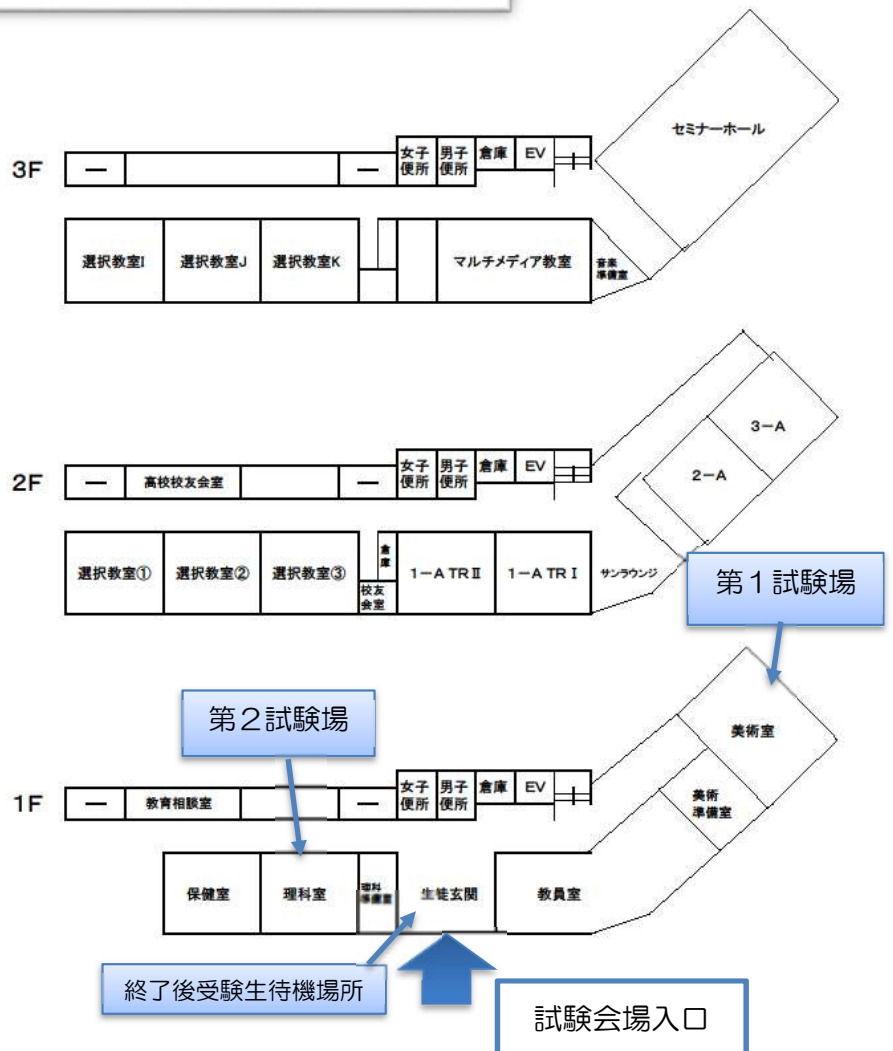 セミナーホール
3F
女子
便所
男子
便所
倉庫
EV
選択教室I
選択教室J
選択教室K
マルチメディア教室
音楽
準備室
3-A
2-A
2F
高校校友会室
女子
便所
男子
便所
倉庫
EV
選択教室①
選択教室②
選択教室③
倉庫
校友
会室
1-A TRⅡ
1-A TRⅠ
サンラウンジ
第1試験場
第2試験場
美術室
美術
準備室
1F
教育相談室
女子
便所
男子
便所
倉庫
EV
保健室
理科室
理科
準備室
生徒玄関
教員室
終了後受験生待機場所
試験会場入口